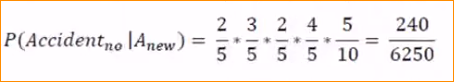 P(Accident_no |A_new) = 2/5 * 3/5 * 2/5 * 4/5 * 5/10 = 240/6250